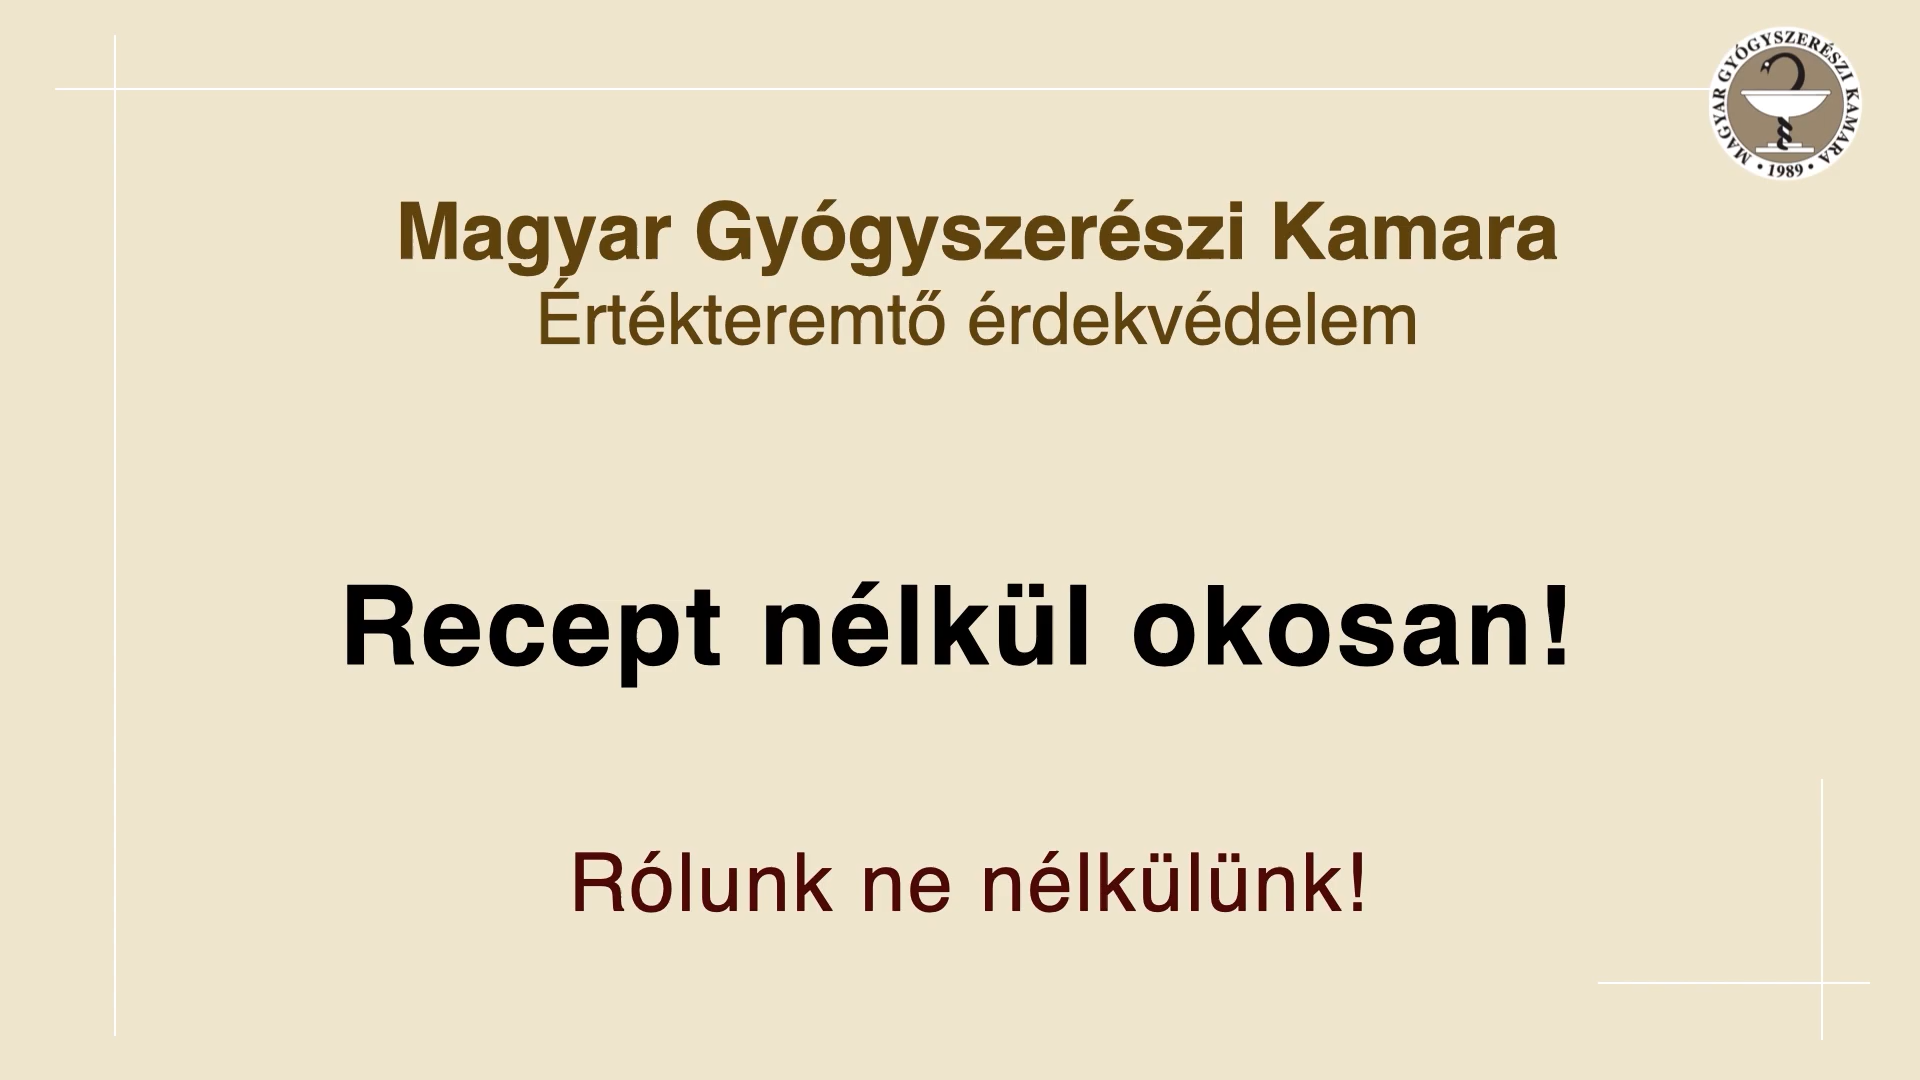 MAGYAR GYÓGYSZERÉSZI KAMARA
• 1989 •
Magyar Gyógyszerészi Kamara
Értékteremtő érdekvédelem
Recept nélkül okosan!
Rólunk ne nélkülünk!